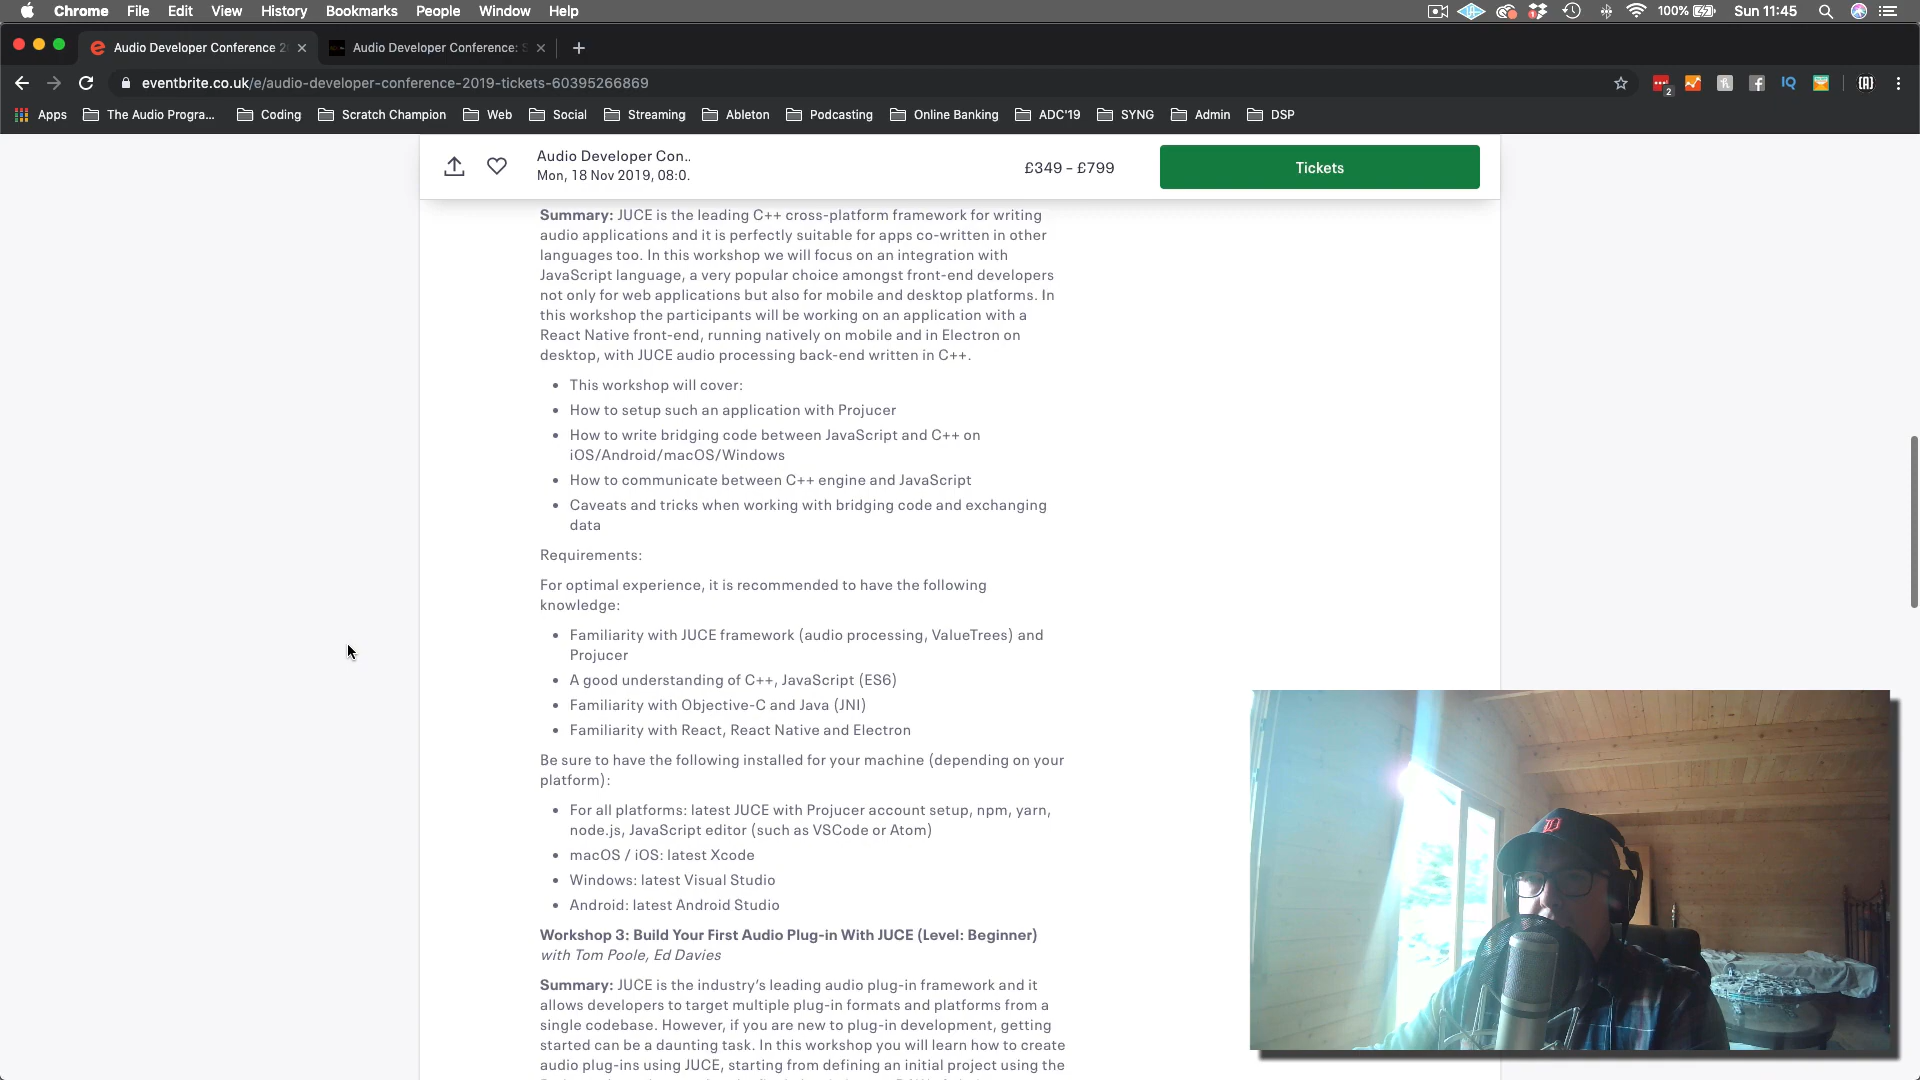 Chrome File Edit View History Bookmarks People Window Help 100% Sun 11:45
Audio Developer Conference 2 Audio Developer Conference: S
eventbrite.co.uk/e/audio-developer-conference-2019-tickets-60395266869 2 IQ
Apps The Audio Progra... Coding Scratch Champion Web Social Streaming Ableton Podcasting Online Banking ADC'19 SYNG Admin DSP
Audio Developer Con..
Mon, 18 Nov 2019, 08:0.
£349 – £799
Tickets
Summary: JUCE is the leading C++ cross-platform framework for writing
audio applications and it is perfectly suitable for apps co-written in other
languages too. In this workshop we will focus on an integration with
JavaScript language, a very popular choice amongst front-end developers
not only for web applications but also for mobile and desktop platforms. In
this workshop the participants will be working on an application with a
React Native front-end, running natively on mobile and in Electron on
desktop, with JUCE audio processing back-end written in C++.
• This workshop will cover:
• How to setup such an application with Projucer
• How to write bridging code between JavaScript and C++ on
iOS/Android/macOS/Windows
• How to communicate between C++ engine and JavaScript
• Caveats and tricks when working with bridging code and exchanging
data
Requirements:
For optimal experience, it is recommended to have the following
knowledge:
• Familiarity with JUCE framework (audio processing, ValueTrees) and
Projucer
• A good understanding of C++, JavaScript (ES6)
• Familiarity with Objective-C and Java (JNI)
• Familiarity with React, React Native and Electron
Be sure to have the following installed for your machine (depending on your
platform):
• For all platforms: latest JUCE with Projucer account setup, npm, yarn,
node.js, JavaScript editor (such as VSCode or Atom)
• macOS / iOS: latest Xcode
• Windows: latest Visual Studio
• Android: latest Android Studio
Workshop 3: Build Your First Audio Plug-in With JUCE (Level: Beginner)
with Tom Poole, Ed Davies
Summary: JUCE is the industry's leading audio plug-in framework and it
allows developers to target multiple plug-in formats and platforms from a
single codebase. However, if you are new to plug-in development, getting
started can be a daunting task. In this workshop you will learn how to create
audio plug-ins using JUCE, starting from defining an initial project using the